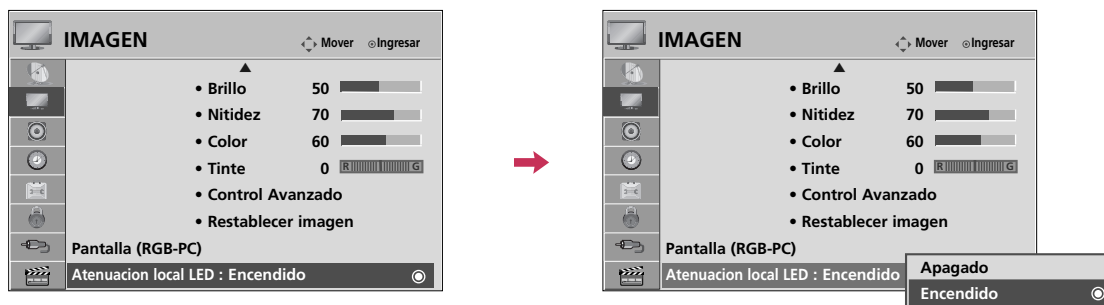 IMAGEN Mover Ingresar
• Brillo 50
• Nitidez 70
• Color 60
• Tinte 0 R G
• Control Avanzado
• Restablecer imagen
Pantalla (RGB-PC)
Atenuacion local LED : Encendido
IMAGEN Mover Ingresar
• Brillo 50
• Nitidez 70
• Color 60
• Tinte 0 R G
• Control Avanzado
• Restablecer imagen
Pantalla (RGB-PC)
Atenuacion local LED : Encendido
Apagado
Encendido